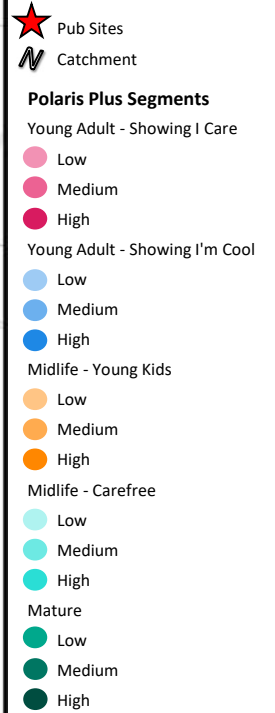 Pub Sites
Catchment
Polaris Plus Segments
Young Adult - Showing I Care
Low
Medium
High
Young Adult - Showing I'm Cool
Low
Medium
High
Midlife - Young Kids
Low
Medium
High
Midlife - Carefree
Low
Medium
High
Mature
Low
Medium
High